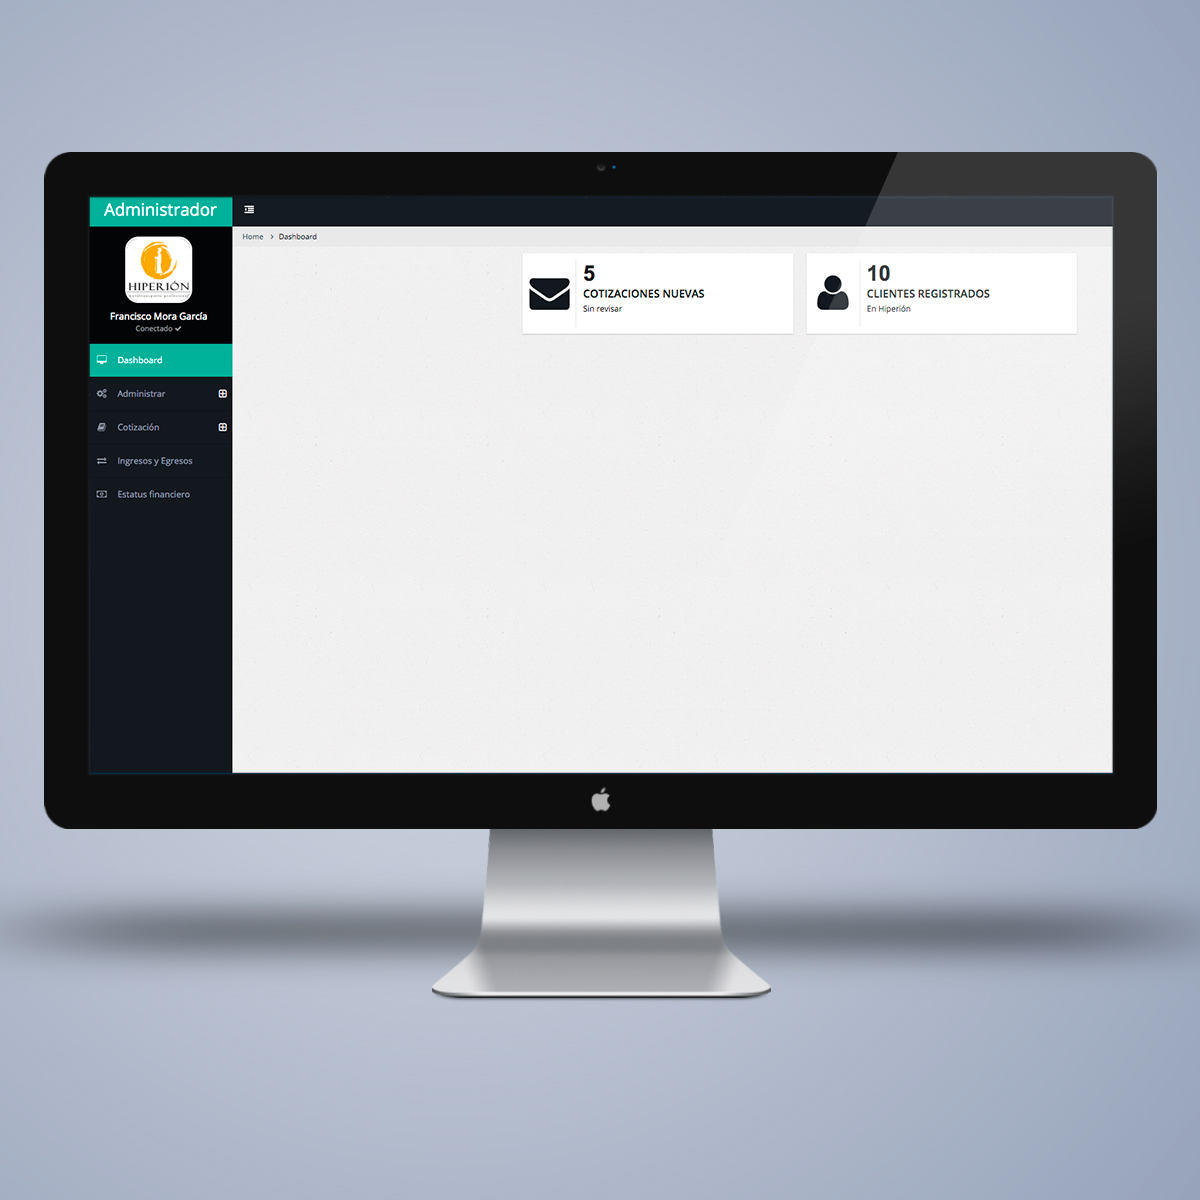 Administrador
HIPERIÓN
Francisco Mora García
Conectado
Dashboard
Administrar
Cotización
Ingresos y Egresos
Estatus financiero
Home > Dashboard
5
COTIZACIONES NUEVAS
Sin revisar
10
CLIENTES REGISTRADOS
En Hiperión